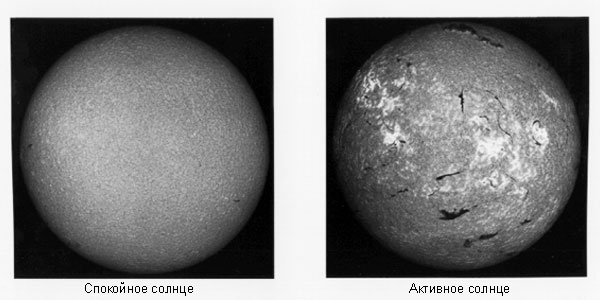 Спокойное солнце
Активное солнце